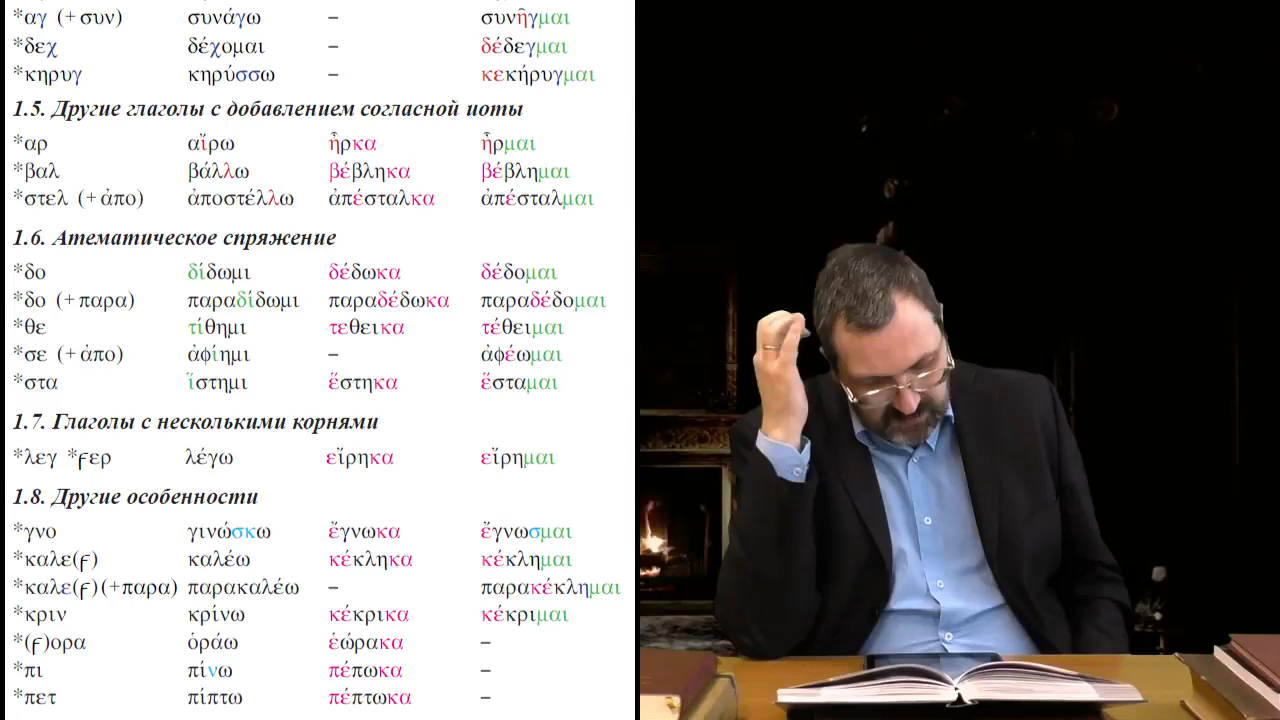 *αγ (+συν) συνάγω – συνῆγμαι
*δεχ δέχομαι – δέδεγμαι
*κηρυγ κηρύσσω – κεκήρυγμαι
1.5. Другие глаголы с добавлением согласной иоты
*αρ αἴρω ἦρκα ἦρμαι
*βαλ βάλλω βέβληκα βέβλημαι
*στελ (+ἀπο) ἀποστέλλω ἀπέσταλκα ἀπέσταλμαι
1.6. Атематическое спряжение
*δο δίδωμι δέδωκα δέδομαι
*δο (+παρα) παραδίδωμι παραδέδωκα παραδέδομαι
*θε τίθημι τεθεικα τέθειμαι
*σε (+ἀπο) ἀφίημι – ἀφέωμαι
*στα ἵστημι ἕστηκα ἕσταμαι
1.7. Глаголы с несколькими корнями
*λεγ *ϝερ λέγω εἴρηκα εἴρημαι
1.8. Другие особенности
*γνο γινώσκω ἔγνωκα ἔγνωσμαι
*καλε(ϝ) καλέω κέκληκα κέκλημαι
*καλε(ϝ)(+παρα) παρακαλέω – παρακέκλημαι
*κριν κρίνω κέκρικα κέκριμαι
*(ϝ)ορα ὁράω ἑώρακα –
*πι πίνω πέπωκα –
*πετ πίπτω πέπτωκα –